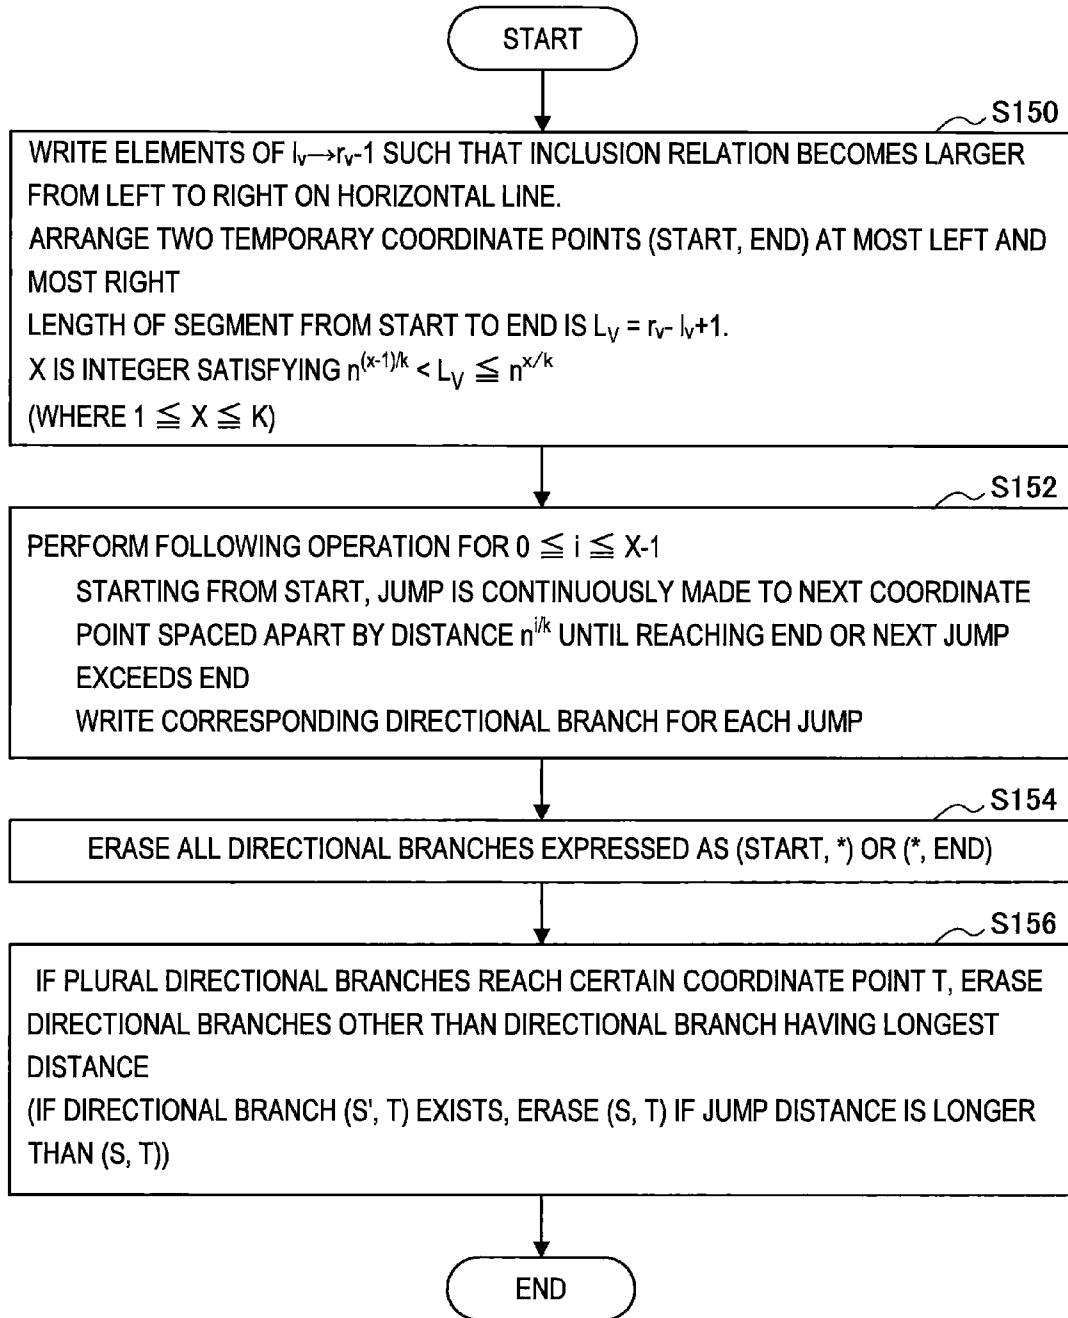 START
S150
WRITE ELEMENTS OF lv→rv-1 SUCH THAT INCLUSION RELATION BECOMES LARGER
FROM LEFT TO RIGHT ON HORIZONTAL LINE.
ARRANGE TWO TEMPORARY COORDINATE POINTS (START, END) AT MOST LEFT AND
MOST RIGHT
LENGTH OF SEGMENT FROM START TO END IS LV = rv- lv+1.
X IS INTEGER SATISFYING n^(x-1)/k < LV ≦ n^x/k
(WHERE 1 ≦ X ≦ K)
S152
PERFORM FOLLOWING OPERATION FOR 0 ≦ i ≦ X-1
STARTING FROM START, JUMP IS CONTINUOUSLY MADE TO NEXT COORDINATE
POINT SPACED APART BY DISTANCE n^i/k UNTIL REACHING END OR NEXT JUMP
EXCEEDS END
WRITE CORRESPONDING DIRECTIONAL BRANCH FOR EACH JUMP
S154
ERASE ALL DIRECTIONAL BRANCHES EXPRESSED AS (START, *) OR (*, END)
S156
IF PLURAL DIRECTIONAL BRANCHES REACH CERTAIN COORDINATE POINT T, ERASE
DIRECTIONAL BRANCHES OTHER THAN DIRECTIONAL BRANCH HAVING LONGEST
DISTANCE
(IF DIRECTIONAL BRANCH (S', T) EXISTS, ERASE (S, T) IF JUMP DISTANCE IS LONGER
THAN (S, T))
END